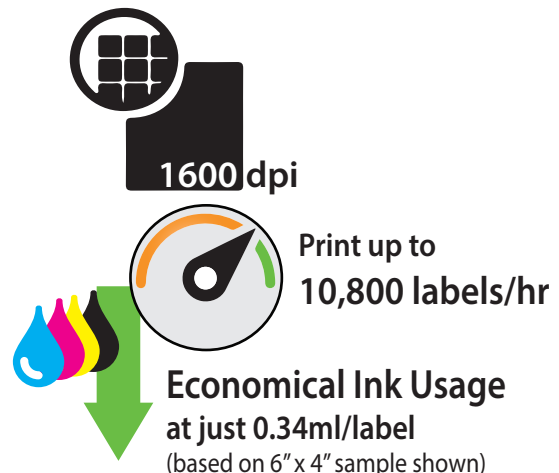 1600 dpi
Print up to
10,800 labels/hr
Economical Ink Usage
at just 0.34ml/label
(based on 6” x 4” sample shown)